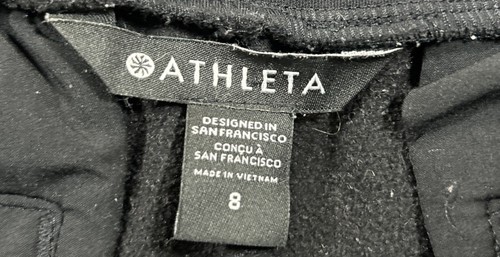 ATHLETA
DESIGNED IN
SAN FRANCISCO
CONÇU À
SAN FRANCISCO
MADE IN VIETNAM
8